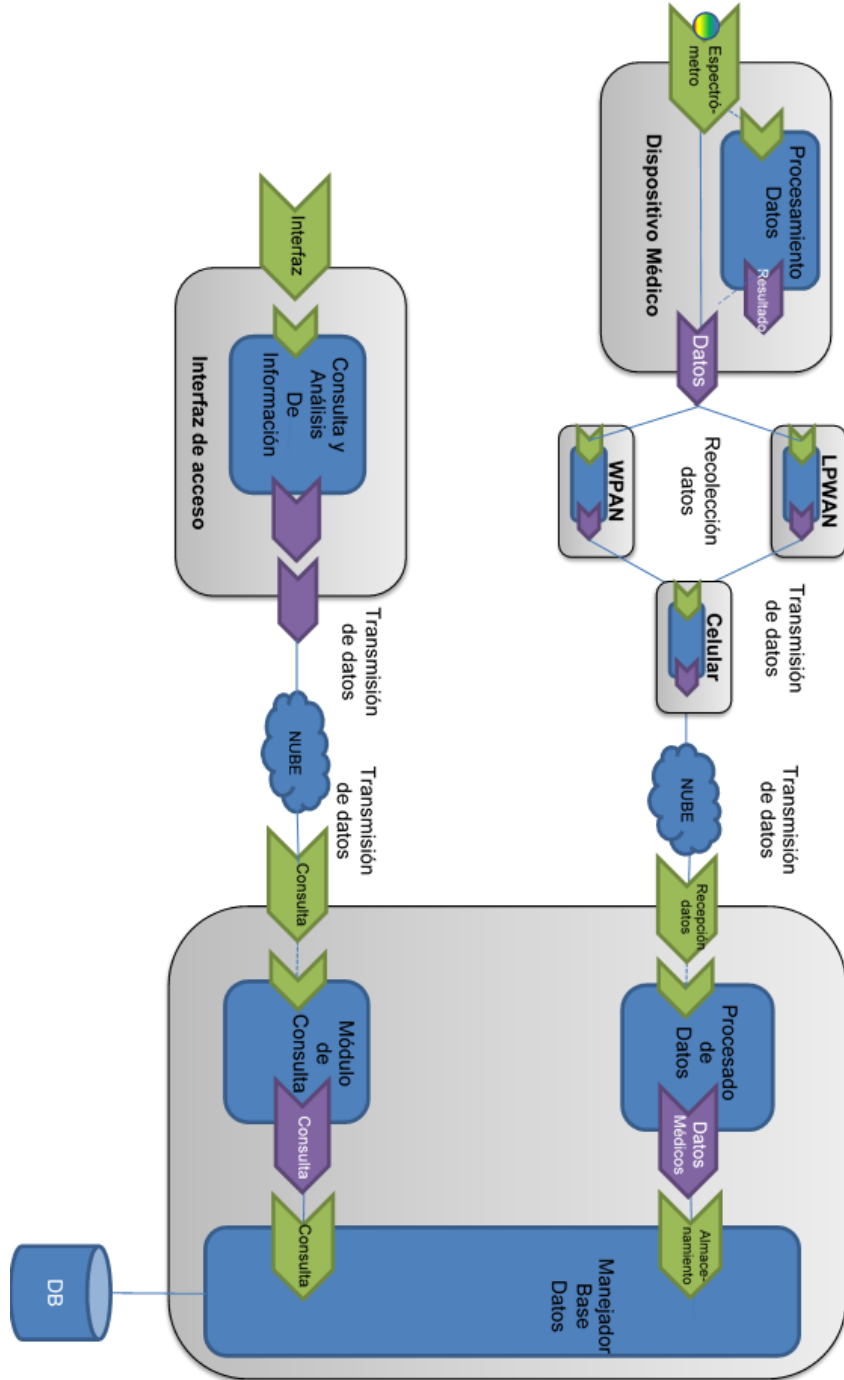 Espectró-
metro
Procesamiento
Datos
Resultado
Dispositivo Médico
Datos
LPWAN
Recolección
datos
WPAN
Transmisión
de datos
Celular
Transmisión
de datos
NUBE
Recepción
datos
Procesado
de
Datos
Datos
Médicos
Almace-
namiento
Manejador
Base
Datos
Interfaz
Consulta y
Análisis
De
Información
Interfaz de acceso
Transmisión
de datos
NUBE
Transmisión
de datos
Consulta
Módulo
de
Consulta
Consulta
Consulta
DB